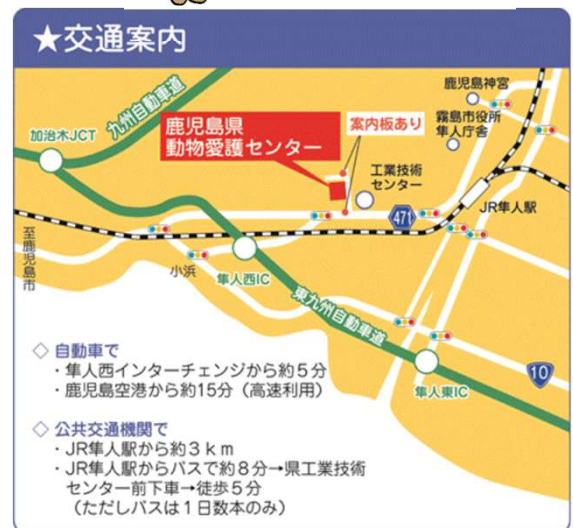 ★交通案内
鹿児島神宮
九州自動車道
加治木JCT
鹿児島県
動物愛護センター
案内板あり
霧島市役所
隼人庁舎
工業技術
センター
JR隼人駅
471
至鹿児島市
小浜
隼人西IC
東九州自動車道
10
隼人東IC
◇ 自動車で
・隼人西インターチェンジから約5分
・鹿児島空港から約15分（高速利用）
◇ 公共交通機関で
・JR隼人駅から約3ｋｍ
・JR隼人駅からバスで約8分→県工業技術
センター前下車→徒歩5分
（ただしバスは1日数本のみ）